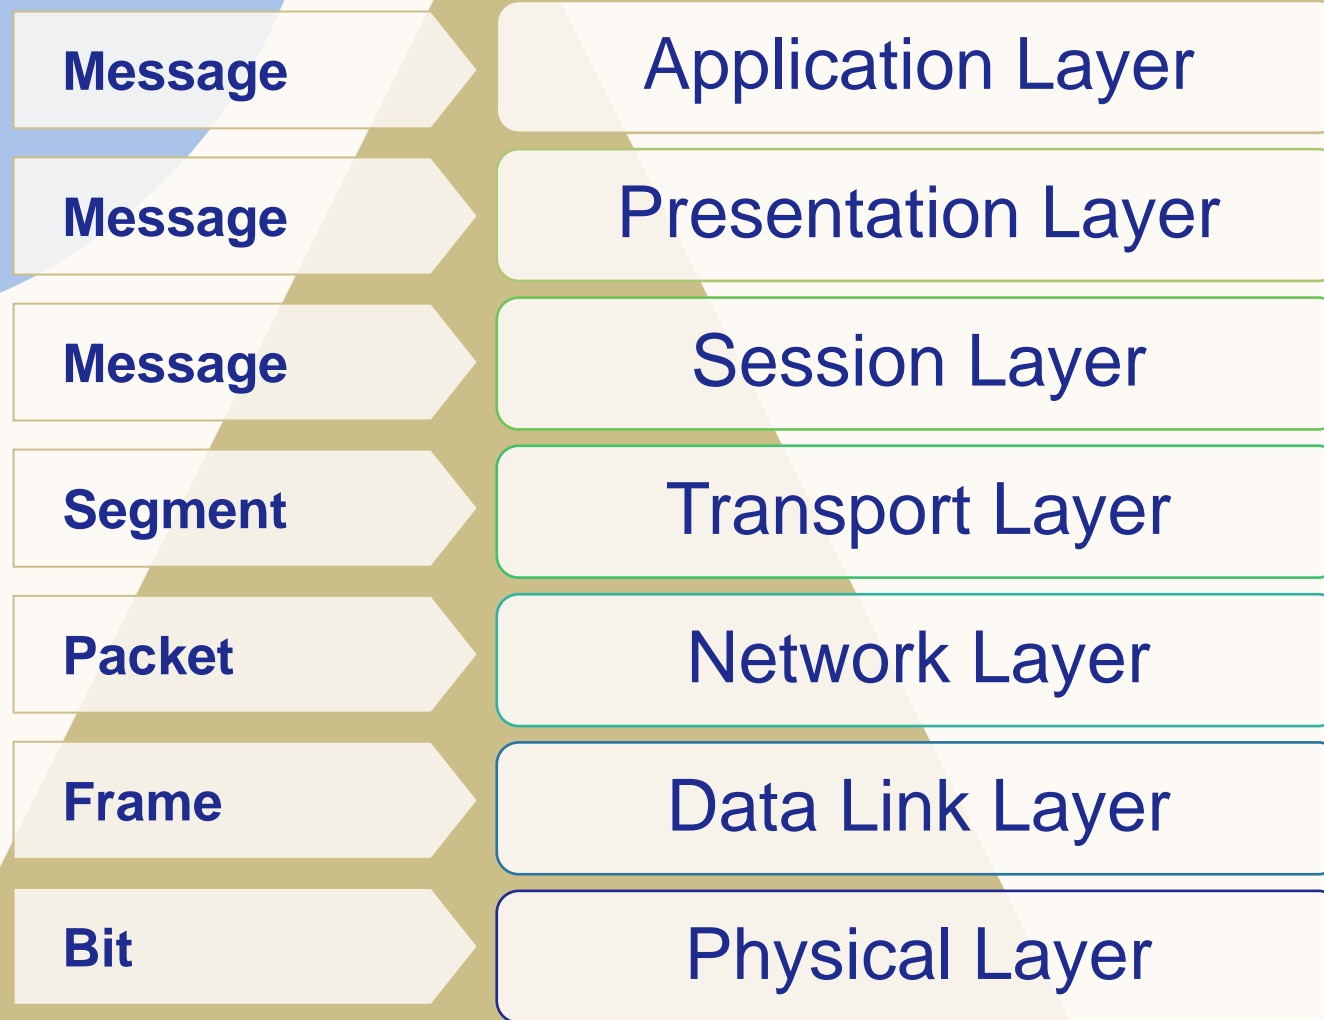 Message
Application Layer
Message
Presentation Layer
Message
Session Layer
Segment
Transport Layer
Packet
Network Layer
Frame
Data Link Layer
Bit
Physical Layer